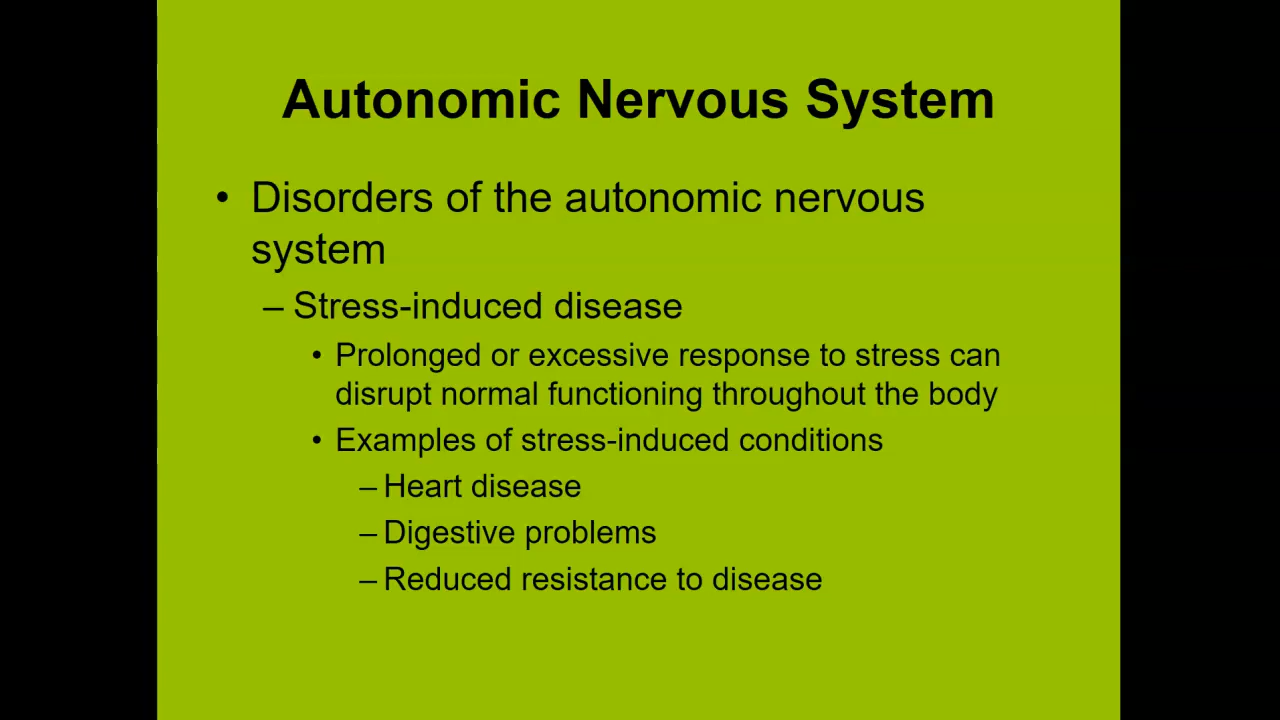 Autonomic Nervous System
• Disorders of the autonomic nervous
system
– Stress-induced disease
• Prolonged or excessive response to stress can
disrupt normal functioning throughout the body
• Examples of stress-induced conditions
– Heart disease
– Digestive problems
– Reduced resistance to disease